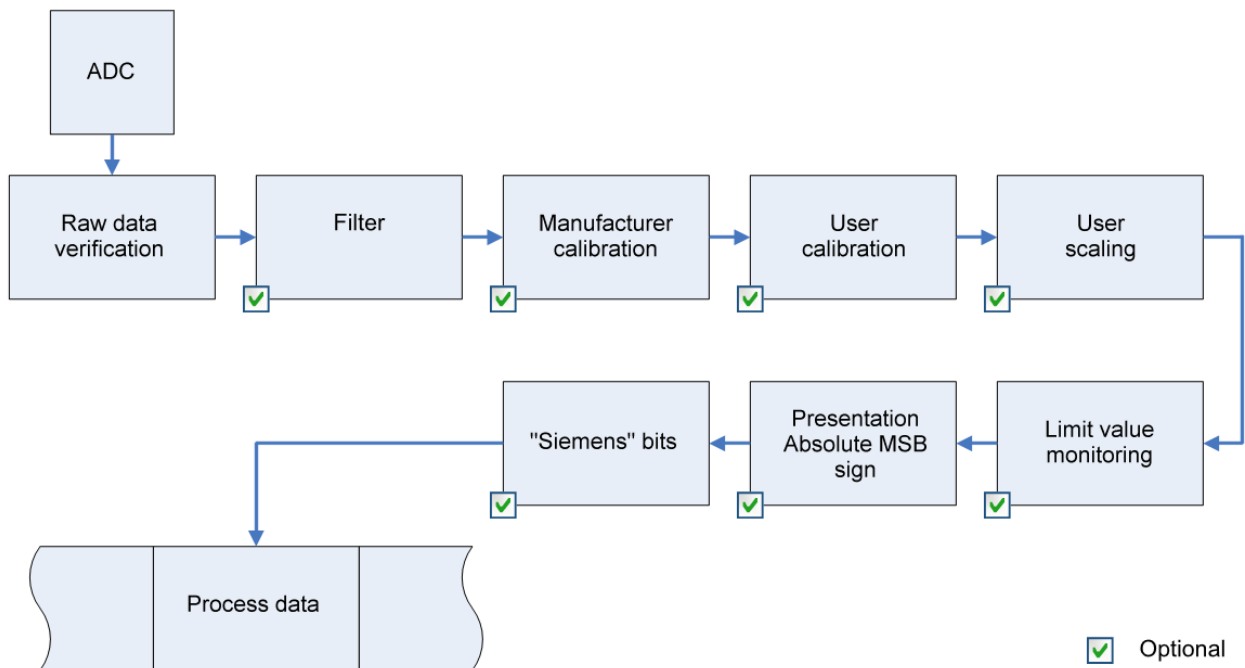 ADC
Raw data
verification
Filter
Manufacturer
calibration
User
calibration
User
scaling
"Siemens" bits
Presentation
Absolute MSB
sign
Limit value
monitoring
Process data
Optional